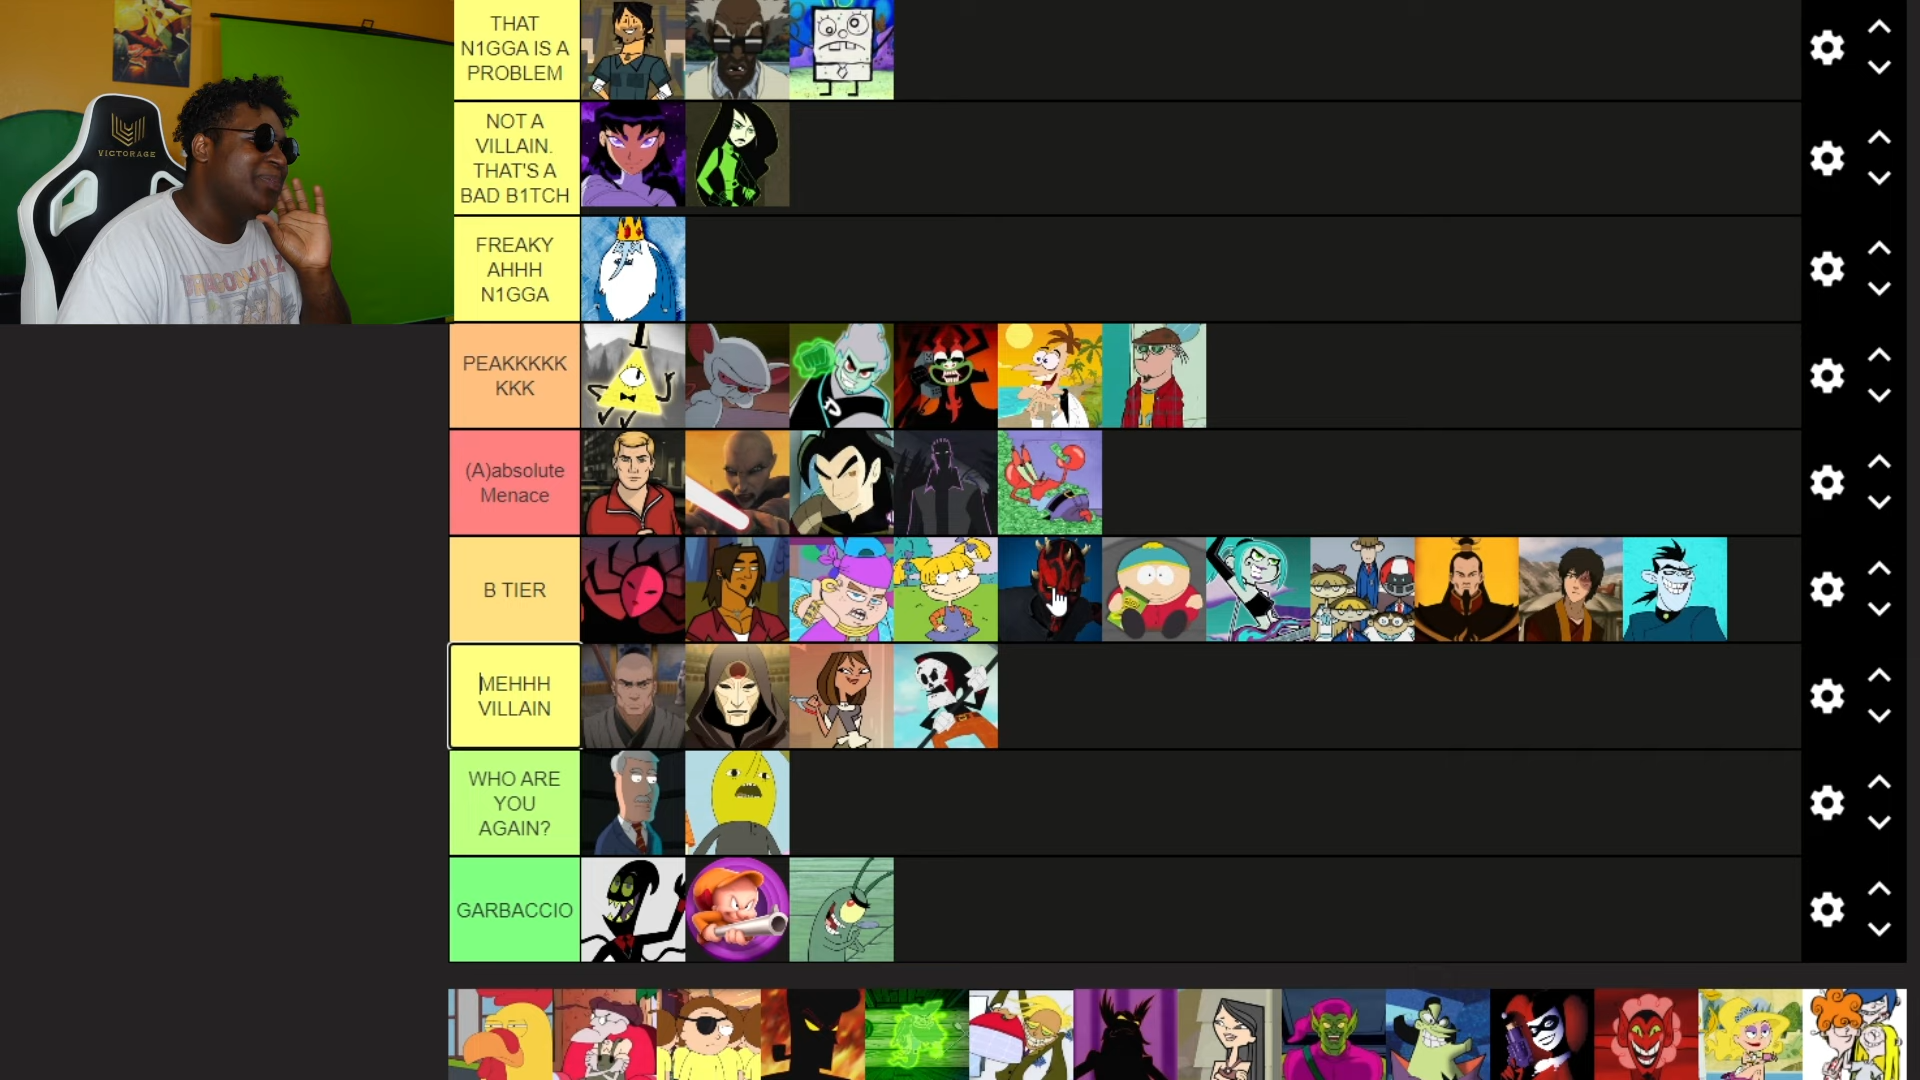 THAT
N1GGA IS A
PROBLEM
NOT A
VILLAIN.
THAT'S A
BAD B1TCH
FREAKY
AHHH
N1GGA
PEAKKKKK
KKK
(A)absolute
Menace
B TIER
MEHHH
VILLAIN
WHO ARE
YOU
AGAIN?
GARBACCIO
VICTORAGE